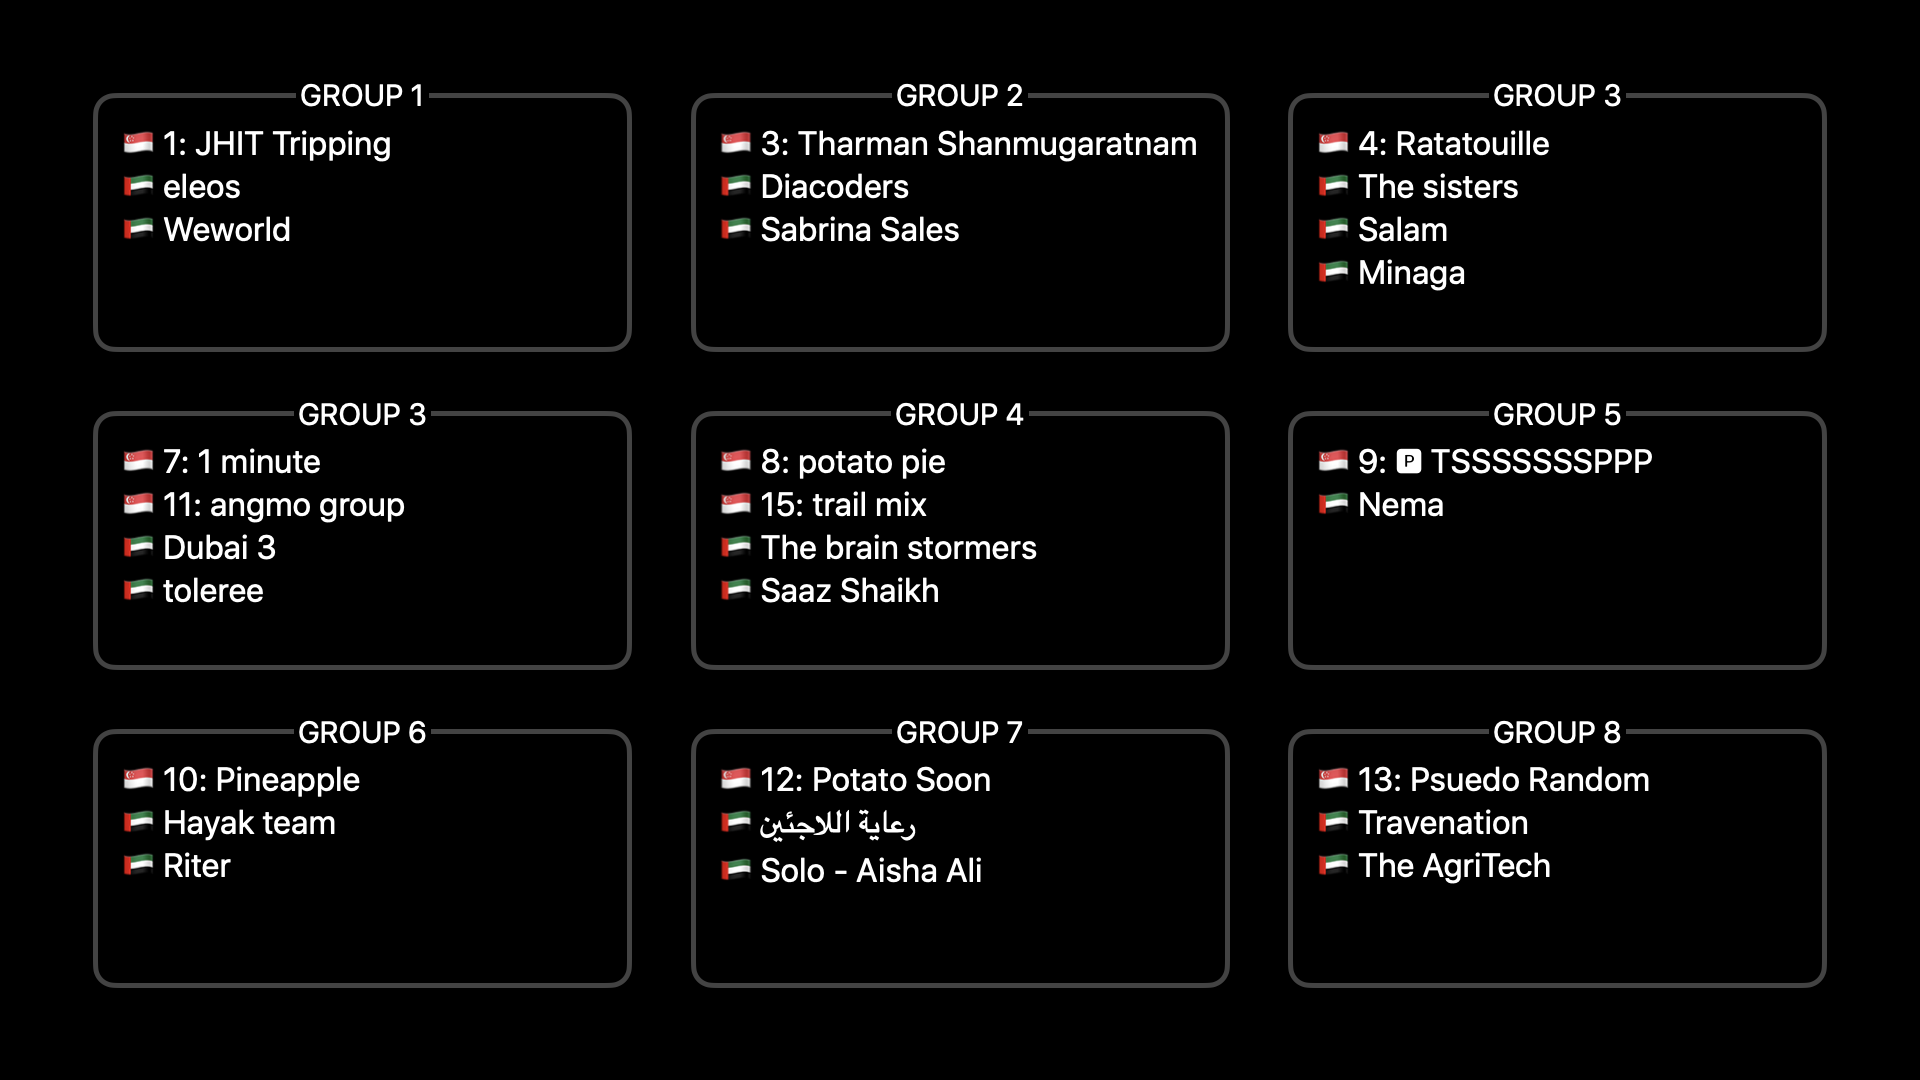 GROUP 1
🇸🇬 1: JHIT Tripping
🇦🇪 eleos
🇦🇪 Weworld
GROUP 2
🇸🇬 3: Tharman Shanmugaratnam
🇦🇪 Diacoders
🇦🇪 Sabrina Sales
GROUP 3
🇸🇬 4: Ratatouille
🇦🇪 The sisters
🇦🇪 Salam
🇦🇪 Minaga
GROUP 3
🇸🇬 7: 1 minute
🇸🇬 11: angmo group
🇦🇪 Dubai 3
🇦🇪 toleree
GROUP 4
🇸🇬 8: potato pie
🇸🇬 15: trail mix
🇦🇪 The brain stormers
🇦🇪 Saaz Shaikh
GROUP 5
🇸🇬 9: 🅿 TSSSSSSSPPP
🇦🇪 Nema
GROUP 6
🇸🇬 10: Pineapple
🇦🇪 Hayak team
🇦🇪 Riter
GROUP 7
🇸🇬 12: Potato Soon
🇦🇪 رعاية اللاجئين
🇦🇪 Solo - Aisha Ali
GROUP 8
🇸🇬 13: Psuedo Random
🇦🇪 Travenation
🇦🇪 The AgriTech